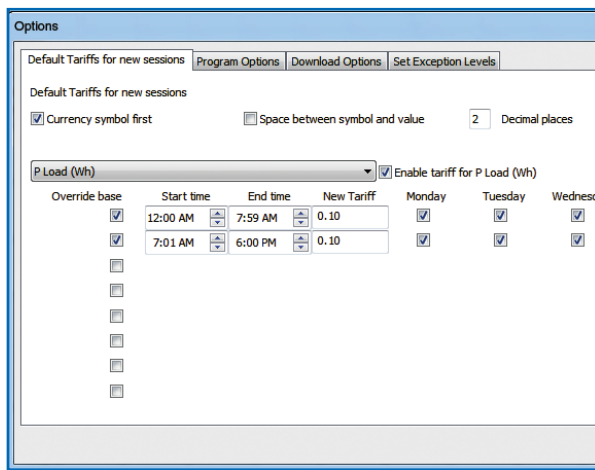 Options
Default Tariffs for new sessions Program Options Download Options Set Exception Levels
Default Tariffs for new sessions
Currency symbol first Space between symbol and value 2 Decimal places
P Load (Wh) Enable tariff for P Load (Wh)
Override base Start time End time New Tariff Monday Tuesday Wednesd
12:00 AM 7:59 AM 0.10
7:01 AM 6:00 PM 0.10